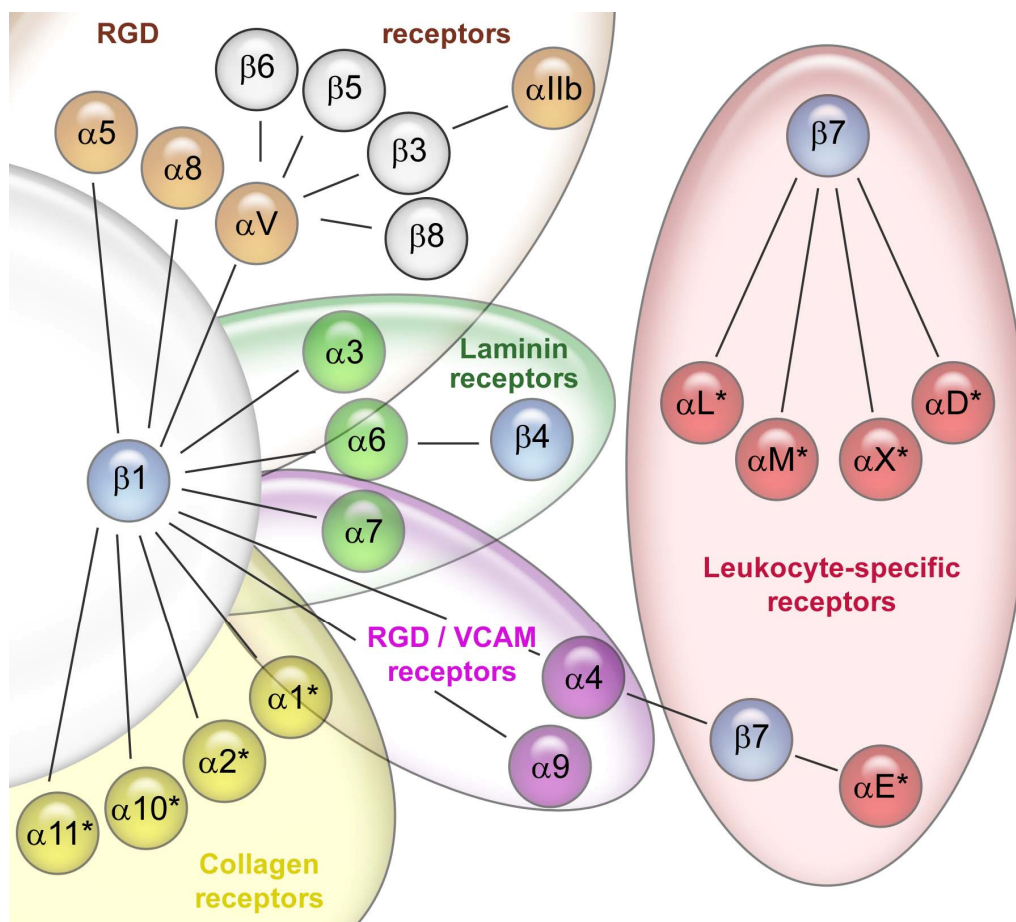 RGD receptors
β6
β5
αIIb
α5
β3
α8
β7
αV
β8
α3
Laminin
receptors
αL*
αD*
α6
β4
αM*
αX*
β1
α7
Leukocyte-specific
receptors
RGD / VCAM
receptors
α4
α1*
β7
α2*
α9
αE*
α10*
α11*
Collagen
receptors